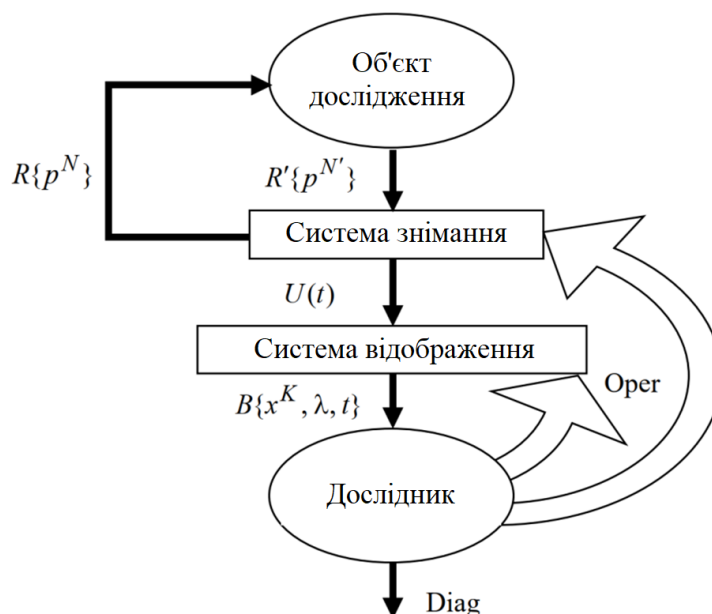 Об'єкт
дослідження
R{p^N}
R'{p^N'}
Система знімання
U(t)
Система відображення
B{x^K, λ, t}
Oper
Дослідник
Diag